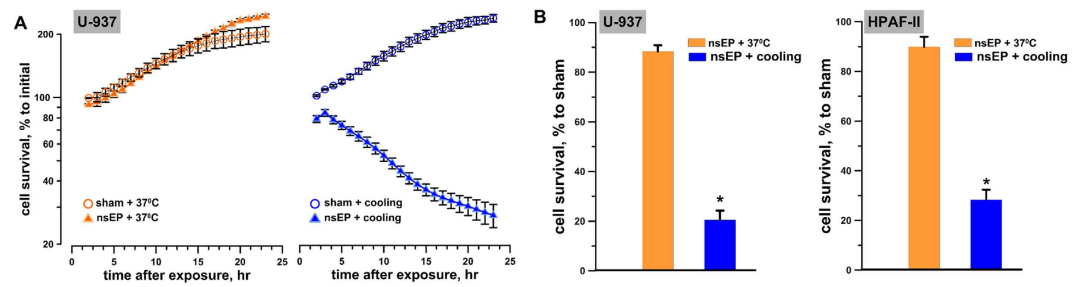 A
U-937
cell survival, % to initial
200
100
80
60
40
20
sham + 37ºC
nsEP + 37ºC
0 5 10 15 20 25
time after exposure, hr
sham + cooling
nsEP + cooling
0 5 10 15 20 25
time after exposure, hr
B
U-937
cell survival, % to sham
100
80
60
40
20
0
nsEP + 37ºC
nsEP + cooling
*
HPAF-II
cell survival, % to sham
100
80
60
40
20
0
nsEP + 37ºC
nsEP + cooling
*